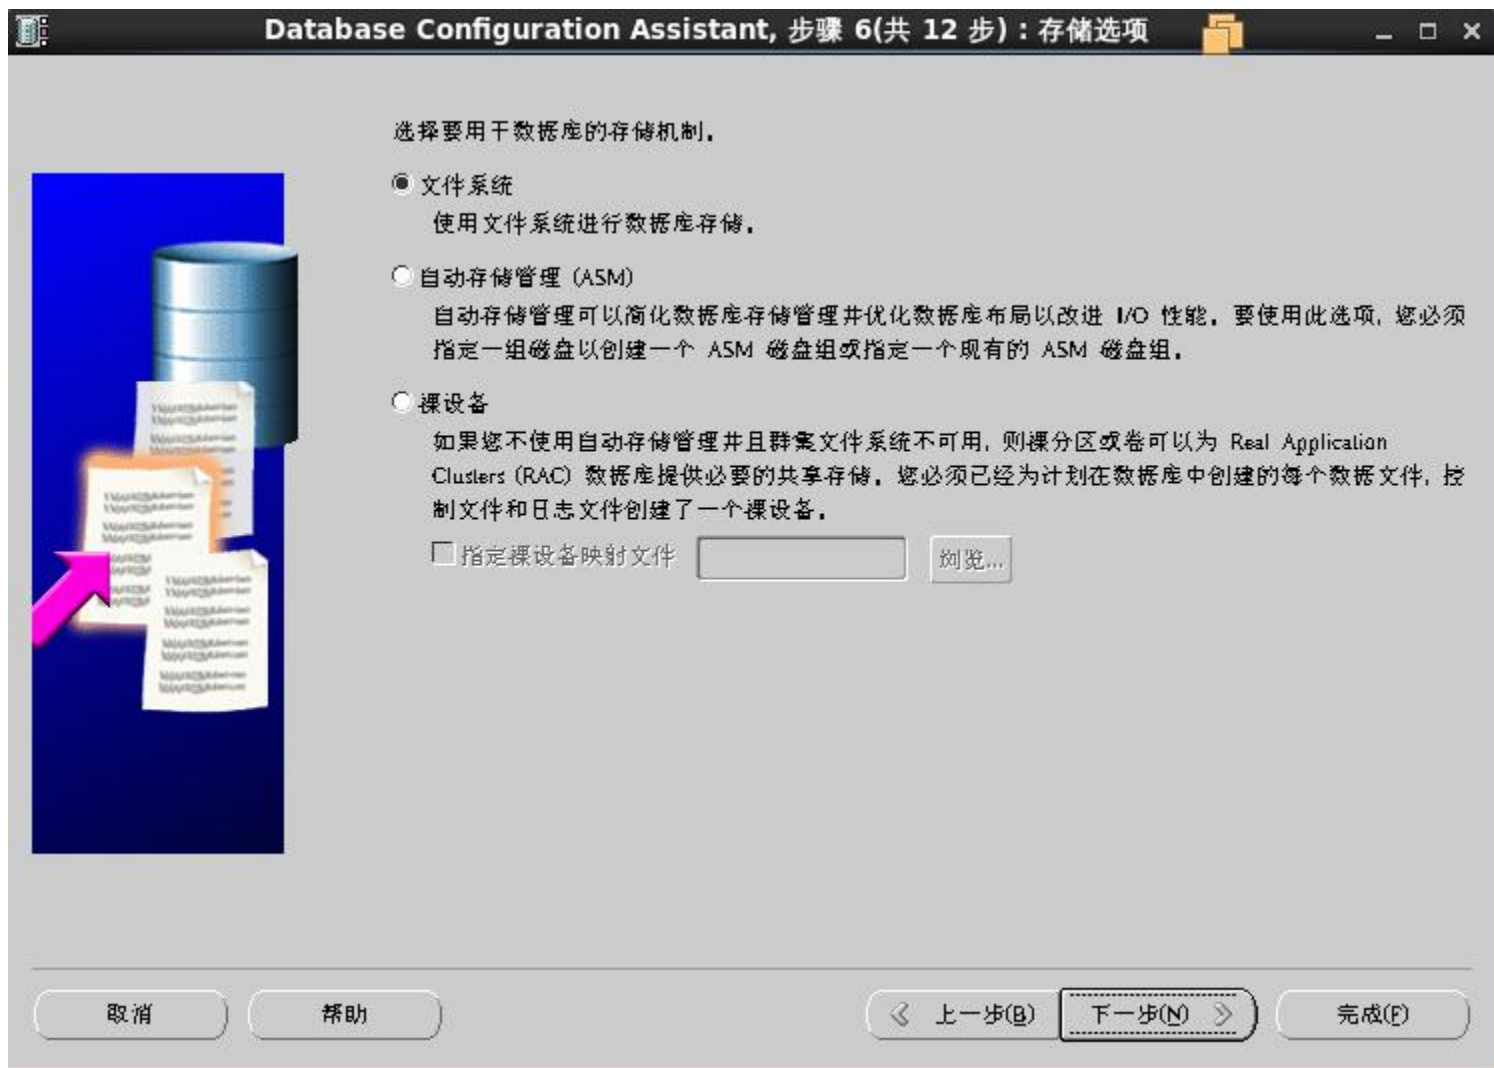 Database Configuration Assistant, 步骤 6(共 12 步) : 存储选项
选择要用于数据库的存储机制。
文件系统
使用文件系统进行数据库存储。
自动存储管理 (ASM)
自动存储管理可以简化数据库存储管理并优化数据库布局以改进 I/O 性能。要使用此选项, 您必须
指定一组磁盘以创建一个 ASM 磁盘组或指定一个现有的 ASM 磁盘组。
裸设备
如果您不使用自动存储管理并且群集文件系统不可用, 则裸分区或卷可以为 Real Application
Clusters (RAC) 数据库提供必要的共享存储。您必须已经为计划在数据库中创建的每个数据文件, 控
制文件和日志文件创建了一个裸设备。
指定裸设备映射文件 浏览...
取消 帮助 上一步(B) 下一步(N) 完成(F)